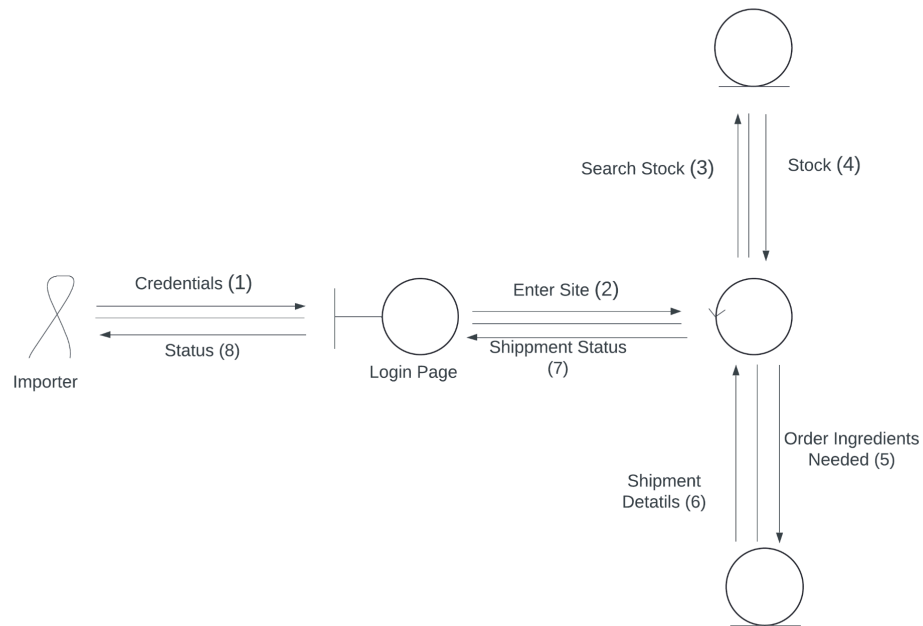 Search Stock (3)
Stock (4)
Credentials (1)
Enter Site (2)
Status (8)
Shippment Status
(7)
Login Page
Importer
Order Ingredients
Needed (5)
Shipment
Detatils (6)